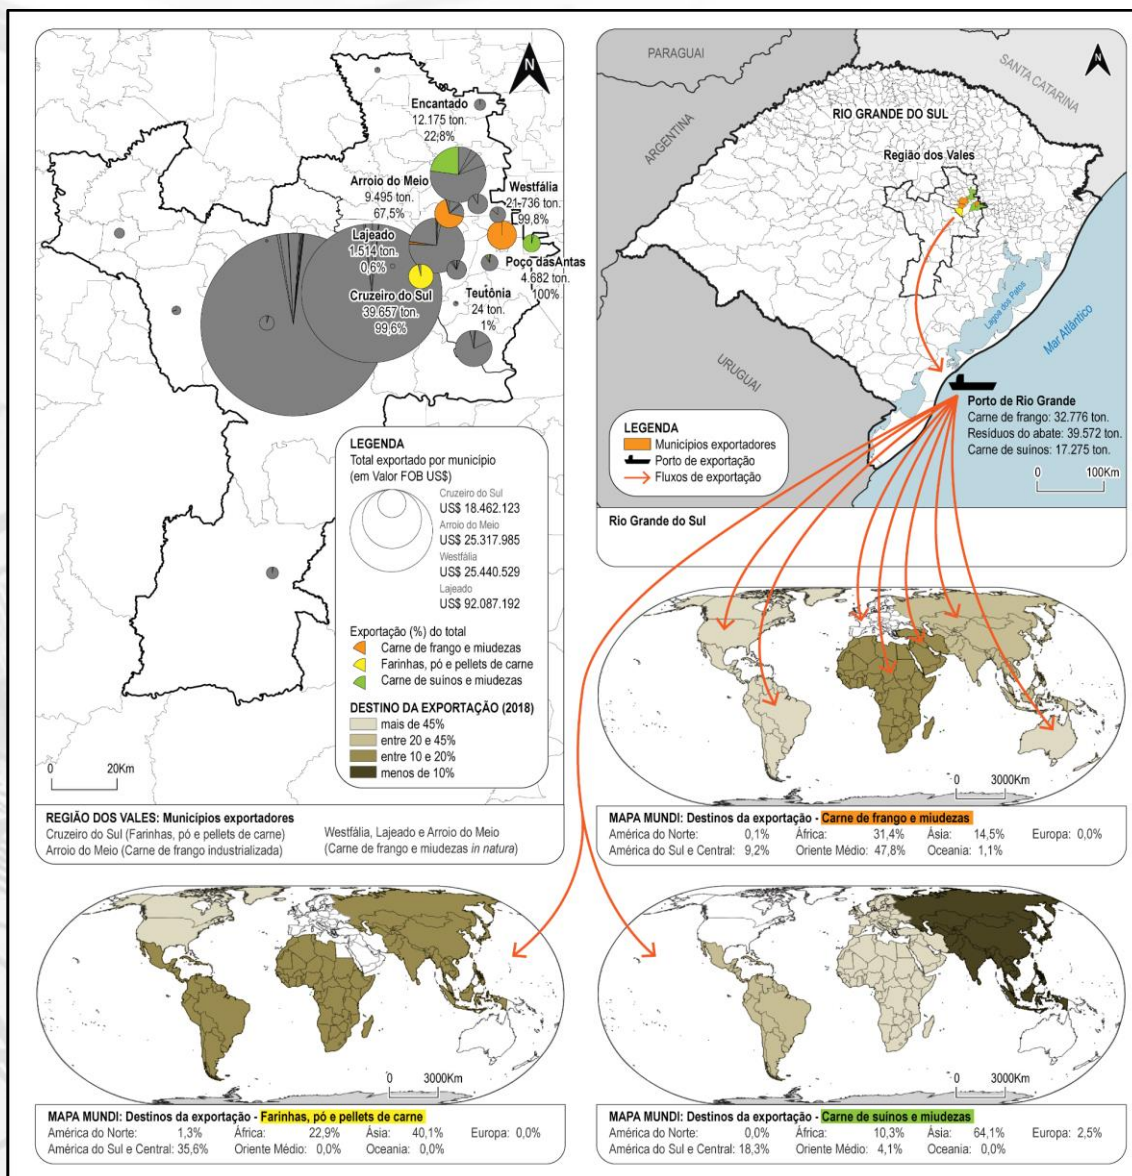 N
Encantado
12.175 ton.
22,8%
Arroio do Meio
9.495 ton.
67,5%
Westfália
21.736 ton.
99,8%
Lajeado
1.514 ton.
0,6%
Poço dasAntas
4.682 ton.
100%
Cruzeiro do Sul
39.657 ton.
99,6%
Teutônia
24 ton.
1%
LEGENDA
Total exportado por município
(em Valor FOB US$)
Cruzeiro do Sul
US$ 18.462.123
Arroio do Meio
US$ 25.317.985
Westfália
US$ 25.440.529
Lajeado
US$ 92.087.192
Exportação (%) do total
Carne de frango e miudezas
Farinhas, pó e pellets de carne
Carne de suínos e miudezas
DESTINO DA EXPORTAÇÃO (2018)
mais de 45%
entre 20 e 45%
entre 10 e 20%
menos de 10%
0 20Km
REGIÃO DOS VALES: Municípios exportadores
Cruzeiro do Sul (Farinhas, pó e pellets de carne)
Arroio do Meio (Carne de frango industrializada)
Westfália, Lajeado e Arroio do Meio
(Carne de frango e miudezas in natura)
PARAGUAI
SANTA CATARINA
N
ARGENTINA
RIO GRANDE DO SUL
Região dos Vales
Lagoa dos Patos
Mar Atlântico
URUGUAI
Porto de Rio Grande
Carne de frango: 32.776 ton.
Resíduos do abate: 39.572 ton.
Carne de suínos: 17.275 ton.
LEGENDA
Municípios exportadores
Porto de exportação
Fluxos de exportação
0 100Km
Rio Grande do Sul
0 3000Km
MAPA MUNDI: Destinos da exportação - Carne de frango e miudezas
América do Norte: 0,1% África: 31,4% Ásia: 14,5% Europa: 0,0%
América do Sul e Central: 9,2% Oriente Médio: 47,8% Oceania: 1,1%
0 3000Km
MAPA MUNDI: Destinos da exportação - Farinhas, pó e pellets de carne
América do Norte: 1,3% África: 22,9% Ásia: 40,1% Europa: 0,0%
América do Sul e Central: 35,6% Oriente Médio: 0,0% Oceania: 0,0%
0 3000Km
MAPA MUNDI: Destinos da exportação - Carne de suínos e miudezas
América do Norte: 0,0% África: 10,3% Ásia: 64,1% Europa: 2,5%
América do Sul e Central: 18,3% Oriente Médio: 4,1% Oceania: 0,0%